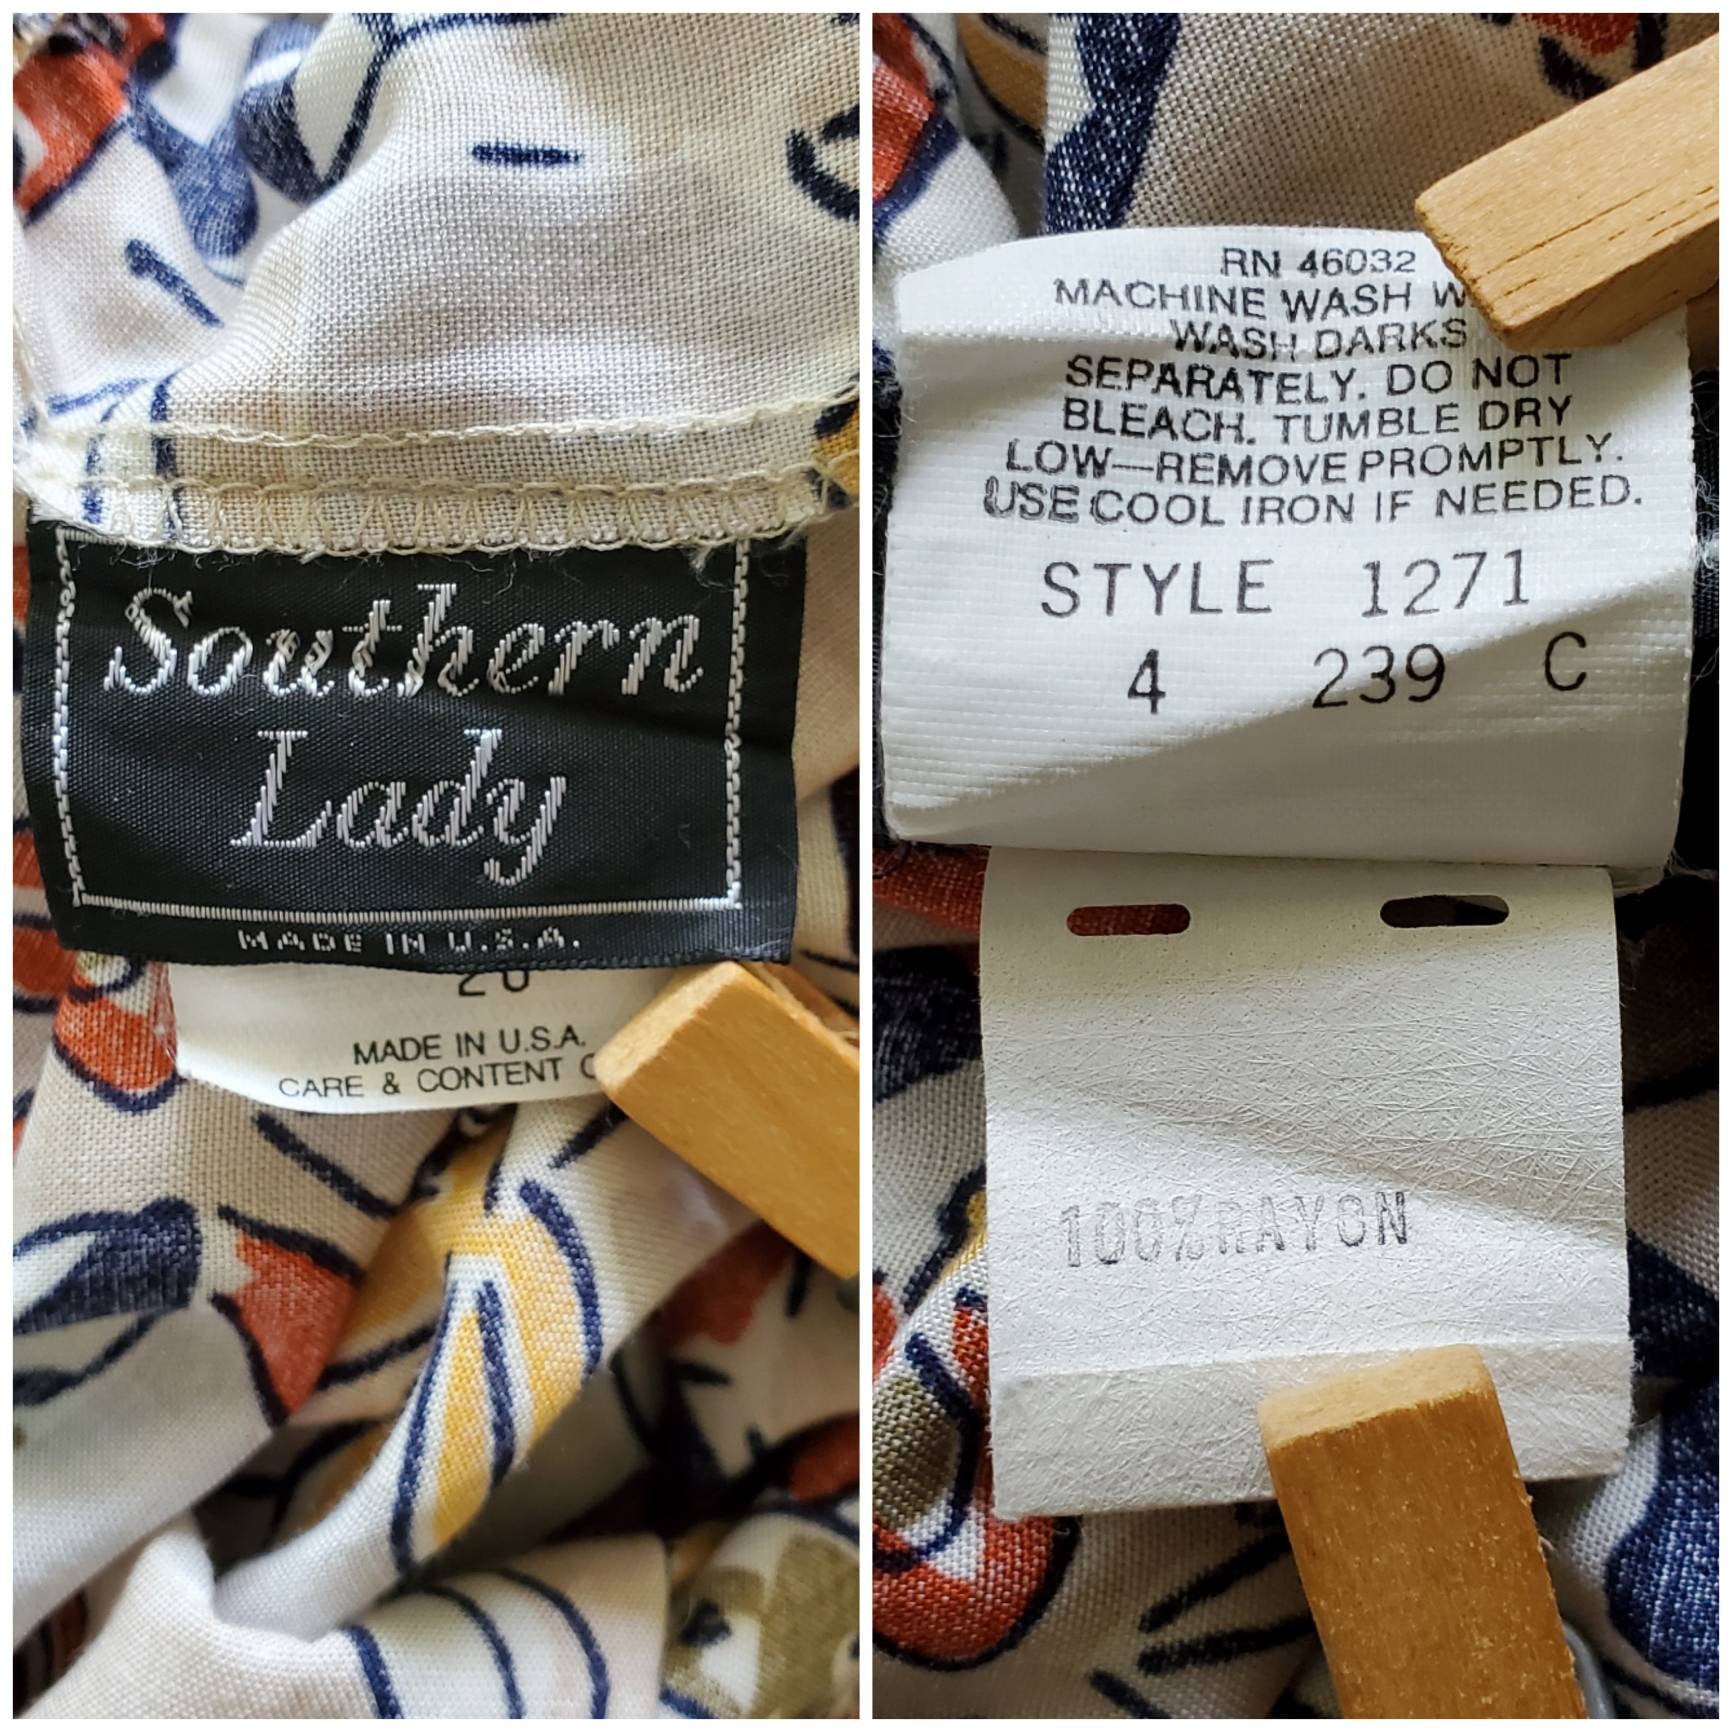 Southern
Lady
MADE IN U.S.A.
20
MADE IN U.S.A.
CARE & CONTENT
RN 46032
MACHINE WASH
WASH DARKS
SEPARATELY. DO NOT
BLEACH. TUMBLE DRY
LOW—REMOVE PROMPTLY.
USE COOL IRON IF NEEDED.
STYLE 1271
4 239 C
100% RAYON